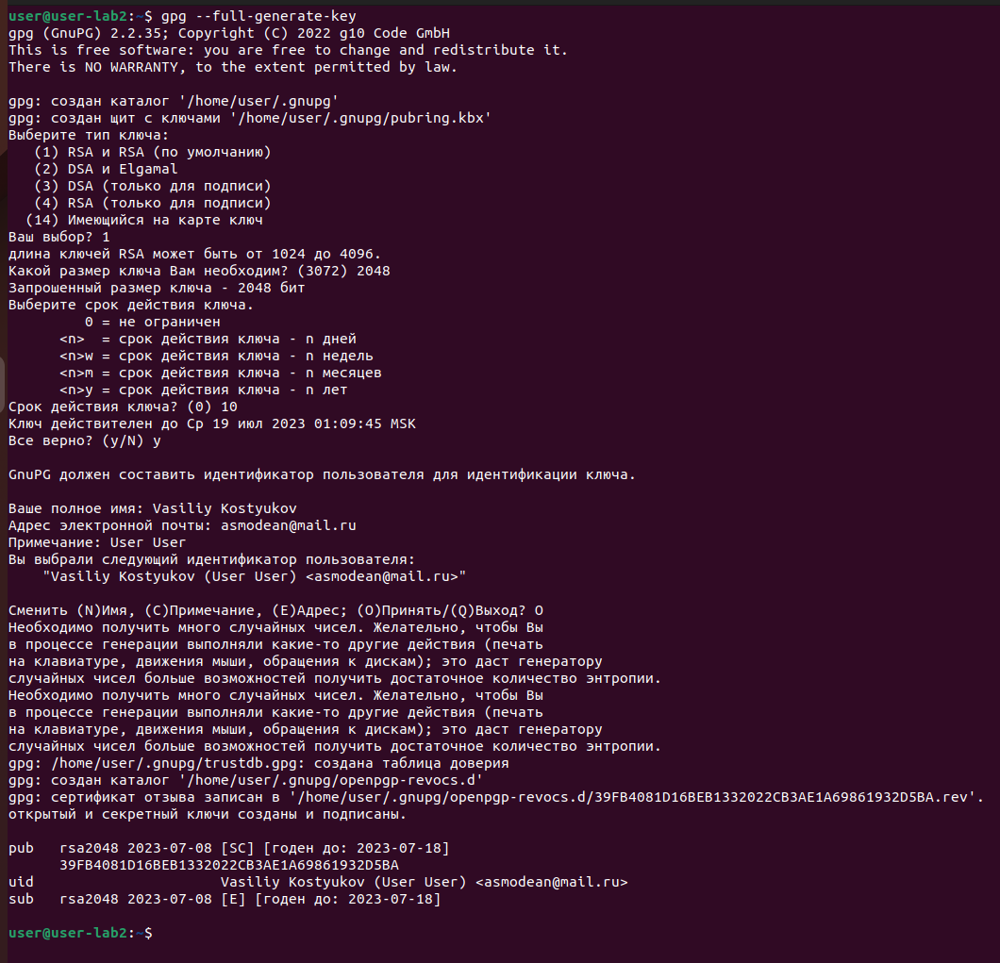 user@user-lab2:~$ gpg --full-generate-key
gpg (GnuPG) 2.2.35; Copyright (C) 2022 g10 Code GmbH
This is free software: you are free to change and redistribute it.
There is NO WARRANTY, to the extent permitted by law.
gpg: создан каталог '/home/user/.gnupg'
gpg: создан щит с ключами '/home/user/.gnupg/pubring.kbx'
Выберите тип ключа:
(1) RSA и RSA (по умолчанию)
(2) DSA и Elgamal
(3) DSA (только для подписи)
(4) RSA (только для подписи)
(14) Имеющийся на карте ключ
Ваш выбор? 1
длина ключей RSA может быть от 1024 до 4096.
Какой размер ключа Вам необходим? (3072) 2048
Запрошенный размер ключа - 2048 бит
Выберите срок действия ключа.
0 = не ограничен
<n>  = срок действия ключа - n дней
<n>w = срок действия ключа - n недель
<n>m = срок действия ключа - n месяцев
<n>y = срок действия ключа - n лет
Срок действия ключа? (0) 10
Ключ действителен до Ср 19 июл 2023 01:09:45 MSK
Все верно? (y/N) y
GnuPG должен составить идентификатор пользователя для идентификации ключа.
Ваше полное имя: Vasiliy Kostyukov
Адрес электронной почты: asmodean@mail.ru
Примечание: User User
Вы выбрали следующий идентификатор пользователя:
"Vasiliy Kostyukov (User User) <asmodean@mail.ru>"
Сменить (N)Имя, (C)Примечание, (E)Адрес; (O)Принять/(Q)Выход? O
Необходимо получить много случайных чисел. Желательно, чтобы Вы
в процессе генерации выполняли какие-то другие действия (печать
на клавиатуре, движения мыши, обращения к дискам); это даст генератору
случайных чисел больше возможностей получить достаточное количество энтропии.
Необходимо получить много случайных чисел. Желательно, чтобы Вы
в процессе генерации выполняли какие-то другие действия (печать
на клавиатуре, движения мыши, обращения к дискам); это даст генератору
случайных чисел больше возможностей получить достаточное количество энтропии.
gpg: /home/user/.gnupg/trustdb.gpg: создана таблица доверия
gpg: создан каталог '/home/user/.gnupg/openpgp-revocs.d'
gpg: сертификат отзыва записан в '/home/user/.gnupg/openpgp-revocs.d/39FB4081D16BEB1332022CB3AE1A69861932D5BA.rev'.
открытый и секретный ключи созданы и подписаны.
pub   rsa2048 2023-07-08 [SC] [годен до: 2023-07-18]
39FB4081D16BEB1332022CB3AE1A69861932D5BA
uid                      Vasiliy Kostyukov (User User) <asmodean@mail.ru>
sub   rsa2048 2023-07-08 [E] [годен до: 2023-07-18]
user@user-lab2:~$